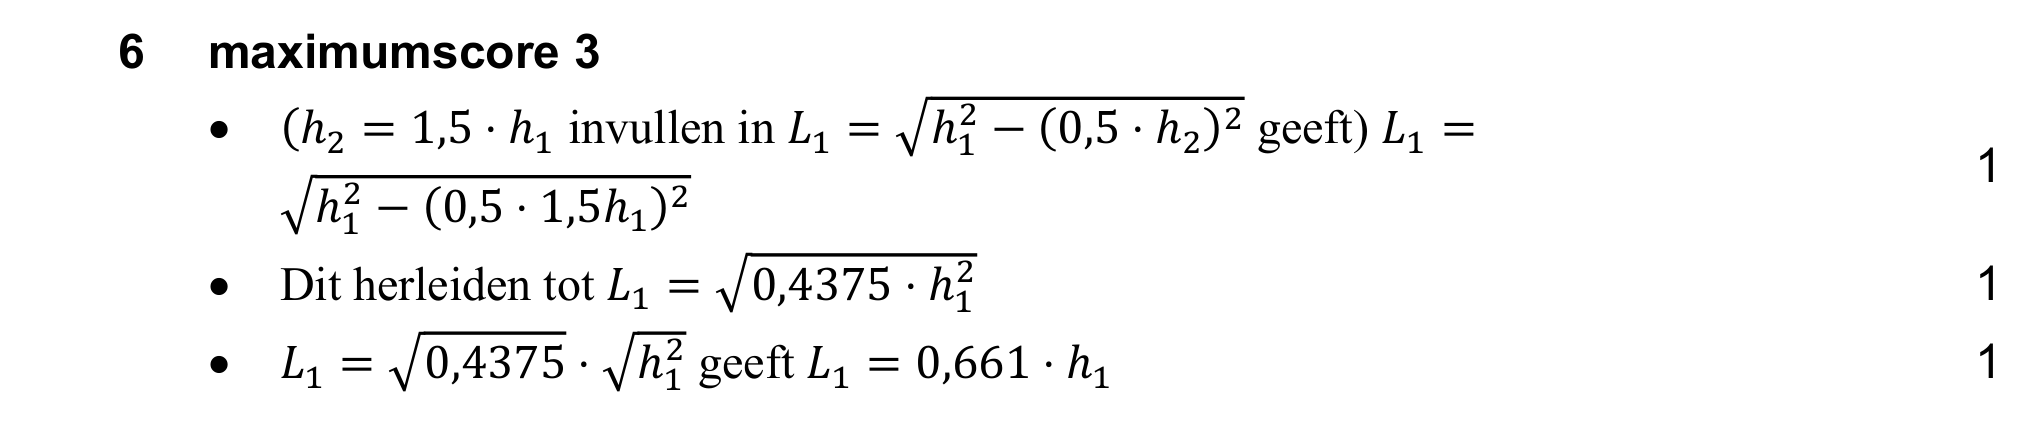 6 maximumscore 3
• (h₂ = 1,5 · h₁ invullen in L₁ = √(h₁² − (0,5 · h₂)²) geeft) L₁ =
√(h₁² − (0,5 · 1,5h₁)²) 1
• Dit herleiden tot L₁ = √(0,4375 · h₁²) 1
• L₁ = √0,4375 · √h₁² geeft L₁ = 0,661 · h₁ 1